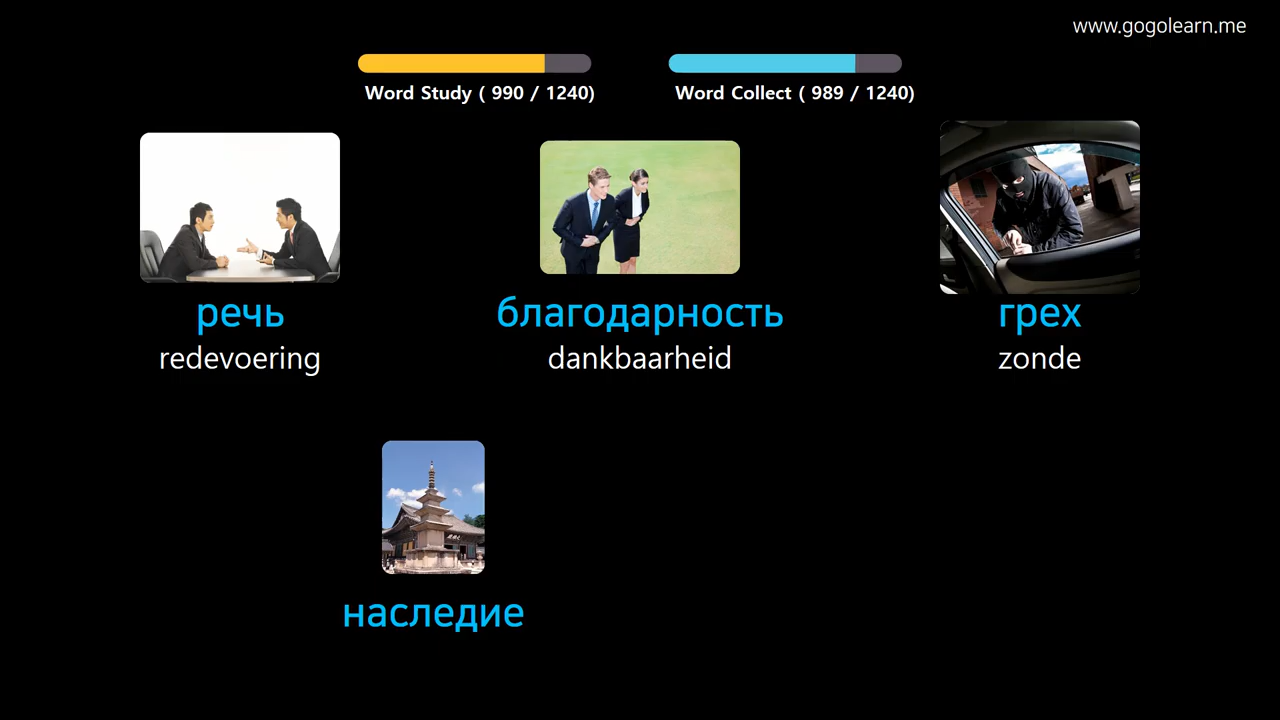 www.gogolearn.me
Word Study ( 990 / 1240)
Word Collect ( 989 / 1240)
речь
благодарность
грех
redevoering
dankbaarheid
zonde
наследие